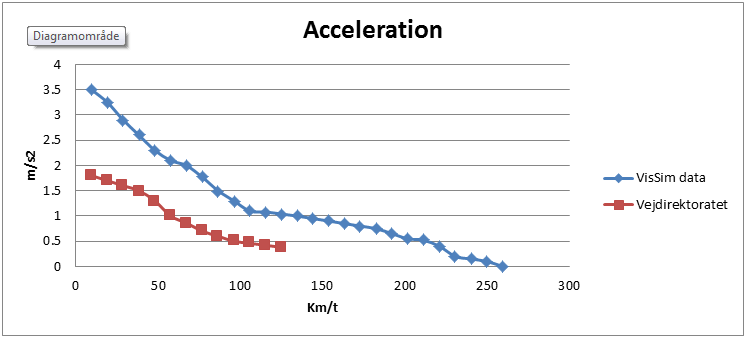 Acceleration
Diagramområde
4
3.5
3
2.5
2
1.5
1
0.5
0
m/s2
0 50 100 150 200 250 300
Km/t
VisSim data
Vejdirektoratet